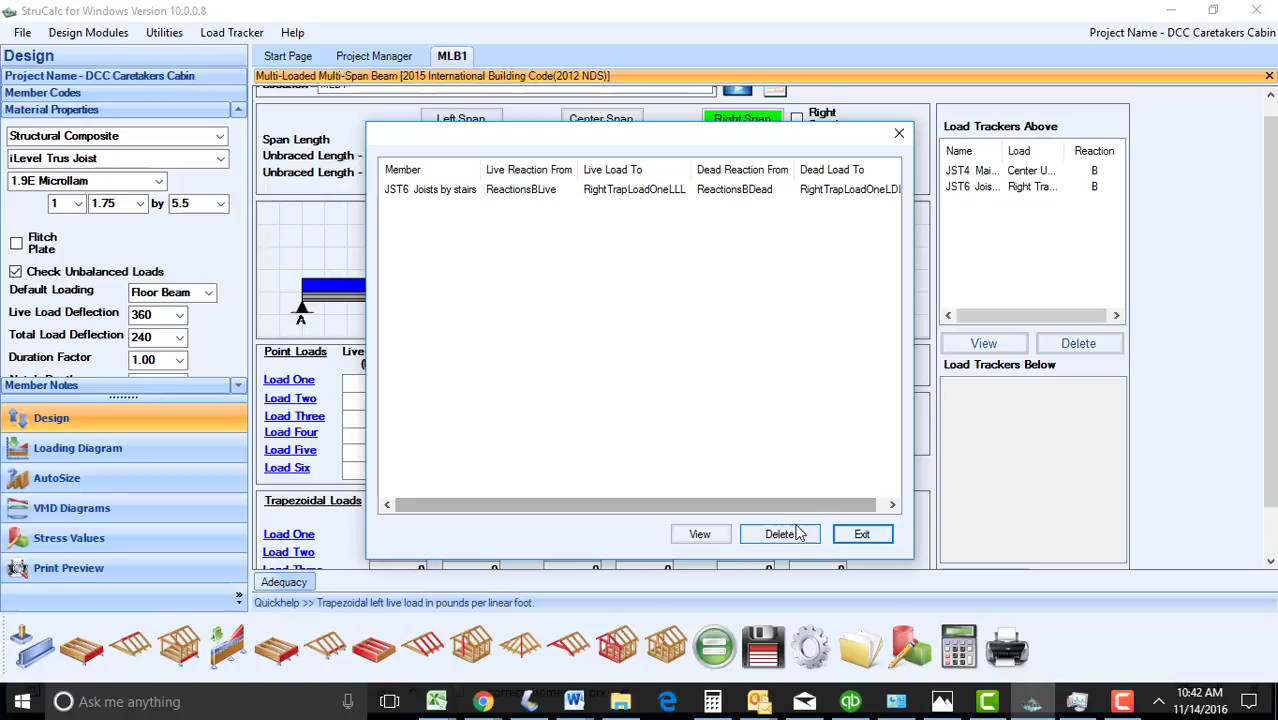 StruCalc for Windows Version 10.0.0.8
File Design Modules Utilities Load Tracker Help
Project Name - DCC Caretakers Cabin
Design
Start Page Project Manager MLB1
Project Name - DCC Caretakers Cabin
Multi-Loaded Multi-Span Beam [2015 International Building Code(2012 NDS)]
Member Codes
Material Properties
Structural Composite
iLevel Trus Joist
1.9E Microllam
1 1.75 by 5.5
Flitch
Plate
Check Unbalanced Loads
Default Loading Floor Beam
Live Load Deflection 360
Total Load Deflection 240
Duration Factor 1.00
Member Notes
Design
Loading Diagram
AutoSize
VMD Diagrams
Stress Values
Print Preview
MLB1
Left Span Center Span Right Span Right
Span Length
Unbraced Length -
Unbraced Length -
A
Point Loads Live
Load One
Load Two
Load Three
Load Four
Load Five
Load Six
Trapezoidal Loads
Load One
Load Two
Load Three
0 0 0 0 0 0
Member Live Reaction From Live Load To Dead Reaction From Dead Load To
JST6 Joists by stairs ReactionsBLive RightTrapLoadOneLLL ReactionsBDead RightTrapLoadOneLDI
View Delete Exit
Load Trackers Above
Name Load Reaction
JST4 Mai... Center U... B
JST6 Jois... Right Tra... B
View Delete
Load Trackers Below
Adequacy
Quickhelp >> Trapezoidal left live load in pounds per linear foot.
Ask me anything
10:42 AM
11/14/2016